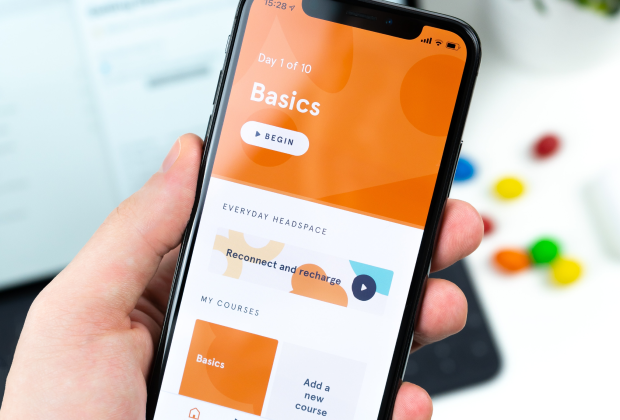 15:28
Day 1 of 10
Basics
BEGIN
EVERYDAY HEADSPACE
Reconnect and recharge
MY COURSES
Basics
Add a
new
course